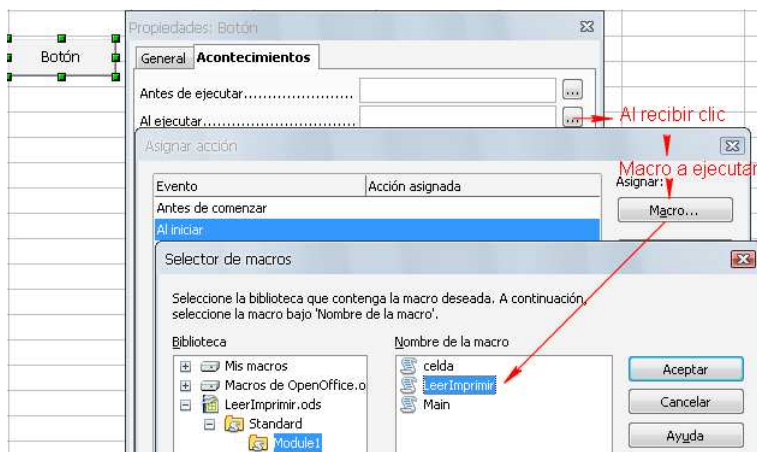 Propiedades: Botón
Botón
General Acontecimientos
Antes de ejecutar........................ ...
Al ejecutar................................. ...
Al recibir clic
Asignar acción
Macro a ejecutar
Evento Acción asignada Asignar:
Antes de comenzar
Macro...
Al iniciar
Selector de macros
Seleccione la biblioteca que contenga la macro deseada. A continuación,
seleccione la macro bajo 'Nombre de la macro'.
Biblioteca Nombre de la macro
Mis macros celda Aceptar
Macros de OpenOffice.o LeerImprimir
LeerImprimir.ods Main Cancelar
Standard
Module1 Ayuda